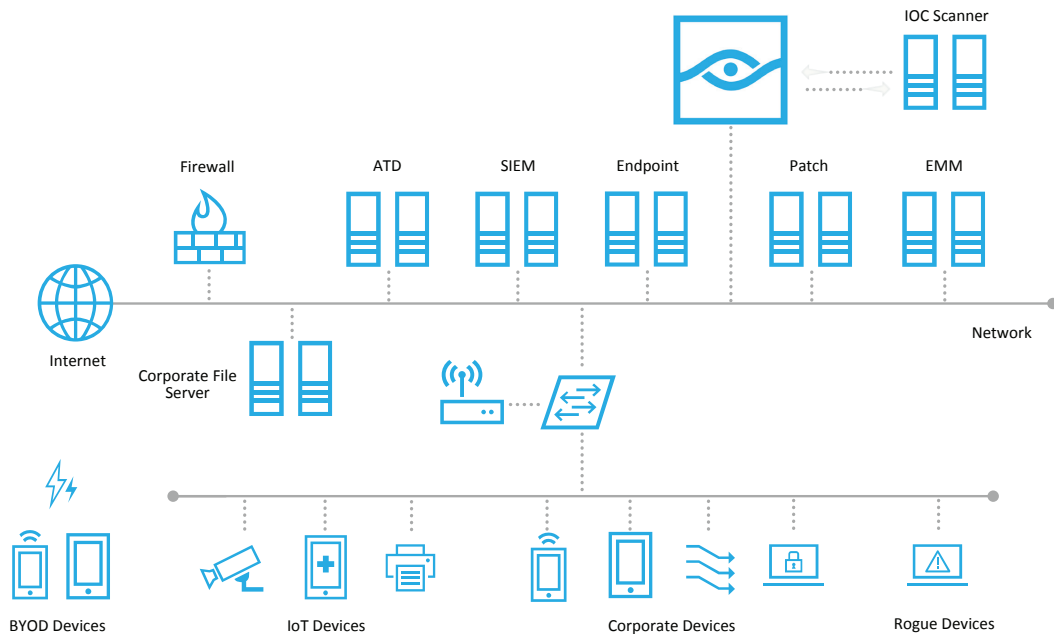 IOC Scanner
Firewall
ATD
SIEM
Endpoint
Patch
EMM
Internet
Network
Corporate File
Server
BYOD Devices
IoT Devices
Corporate Devices
Rogue Devices